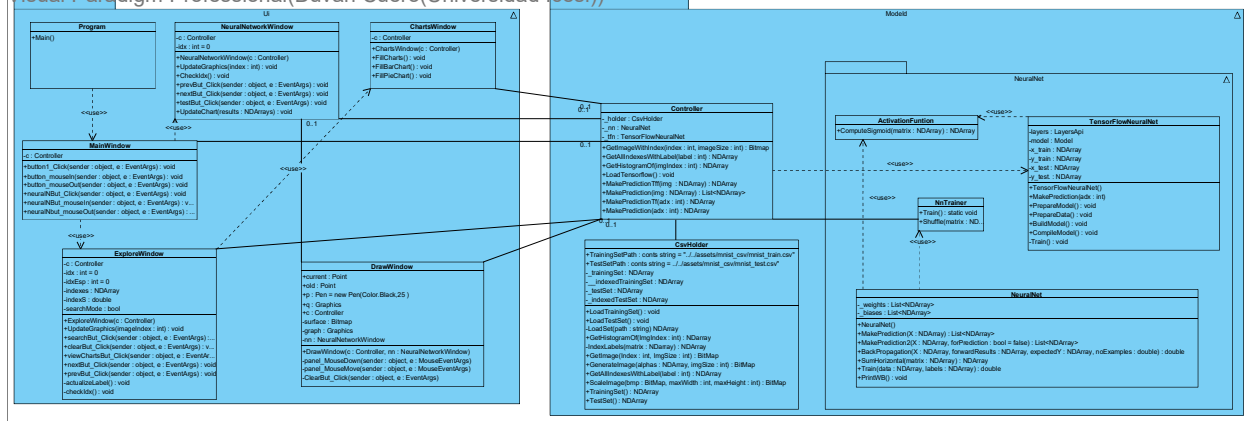 Visual Paradigm Professional(Duvan Cuero(Universidad Icesi))
Ui
Program
+Main()
NeuralNetworkWindow
-c : Controller
-idx : int = 0
+NeuralNetworkWindow(c : Controller)
+UpdateGraphics(index : int) : void
+CheckIdx() : void
+prevBut_Click(sender : object, e : EventArgs) : void
+nextBut_Click(sender : object, e : EventArgs) : void
+testBut_Click(sender : object, e : EventArgs) : void
+UpdateChart(results : NDArrays) : void
ChartsWindow
-c : Controller
+ChartsWindow(c : Controller)
+FillCharts() : void
+FillBarChart() : void
+FillPieChart() : void
<<use>>
<<use>>
<<use>>
<<use>>
MainWindow
-c : Controller
+button1_Click(sender : object, e : EventArgs) : void
+button_mouseIn(sender : object, e : EventArgs) : void
+button_mouseOut(sender : object, e : EventArgs) : void
+neuralNBut_Click(sender : object, e : EventArgs) : void
+neuralNBut_mouseIn(sender : object, e : EventArgs) : v...
+neuralNbut_mouseOut(sender : object, e : EventArgs) : ...
ExploreWindow
-c : Controller
-idx : int = 0
-idxEsp : int = 0
-indexes : NDArray
-indexS : double
-searchMode : bool
+ExploreWindow(c : Controller)
+UpdateGraphics(imageIndex : int) : void
+searchBut_Click(sender : object, e : EventArgs) : ...
+clearBut_Click(sender : object, e : EventArgs) : v...
+viewChartsBut_Click(sender : object, e : EventAr...
+nextBut_Click(sender : object, e : EventArgs) : void
+prevBut_Click(sender : object, e : EventArgs) : void
-actualizeLabel() : void
-checkIdx() : void
DrawWindow
+current : Point
+old : Point
+p : Pen = new Pen(Color.Black,25 )
+q : Graphics
+c : Controller
-surface : Bitmap
-graph : Graphics
-nn : NeuralNetworkWindow
+DrawWindow(c : Controller, nn : NeuralNetworkWindow)
-panel_MouseDown(sender : object, e : MouseEventArgs)
-panel_MouseMove(sender : object, e : MouseEventArgs)
-ClearBut_Click(sender : object, e : EventArgs)
0..1
0..1
0..1
0..1
0..1
0..1
Controller
-_holder : CsvHolder
-_nn : NeuralNet
-_tfn : TensorFlowNeuralNet
+GetImageWithIndex(index : int, imageSize : int) : Bitmap
+GetAllIndexesWithLabel(label : int) : NDArray
+GetHistogramOf(imgIndex : int) : NDArray
+LoadTensorflow() : void
+MakePredictionTff(img : NDArray) : NDArray)
+MakePrediction(img : NDArray) : List<NDArray>
+MakePredictionTf(adx : int) : NDArray
+MakePrediction(adx : int) : NDArray
CsvHolder
+TrainingSetPath : conts string = "../../assets/mnist_csv/mnist_train.csv"
+TestSetPath : conts string = ../../assets/mnist_csv/mnist_test.csv"
-_trainingSet : NDArray
-__indexedTrainingSet : NDArray
-_testSet : NDArray
-_indexedTestSet : NDArray
+LoadTrainingSet() : void
+LoadTestSet() : void
-LoadSet(path : string) NDArray
+GetHistogramOf(ImgIndex : int) : NDArray
-IndexLabels(matrix : NDarray) : NDArray
+GetImage(Index : int, ImgSize : int) : BitMap
+GenerateImage(alphas : NDArray, imgSize : int) : BitMap
+GetAllIndexesWithLabel(label : int) : NDArray
+ScaleImage(bmp : BitMap, maxWidth : int, maxHeight : int) : BitMap
+TrainingSet() : NDArray
+TestSet() : NDArray
Modeld
NeuralNet
ActivationFuntion
+ComputeSigmoid(matrix : NDArray) : NDArray
<<use>>
<<use>>
<<use>>
<<use>>
TensorFlowNeuralNet
-layers : LayersApi
-model : Model
-x_train : NDArray
-y_train : NDArray
-x_test : NDArray
-y_test : NDArray
+TensorFlowNeuralNet()
+MakePrediction(adx : int)
+PrepareModel() : void
+PrepareData() : void
+BuildModel() : void
+CompileModel() : void
-Train() : void
NnTrainer
+Train() : static void
+Shuffle(matrix : ND...
NeuralNet
-_weights : List<NDArray>
-_biases : List<NDArray>
+NeuralNet()
+MakePrediction(X : NDArray) : List<NDArray>
+MakePrediction2(X : NDArray, forPrediction : bool = false) : List<NDArray>
+BackPropagation(X : NDArray, forwardResults : NDArray, expectedY : NDArray, noExamples : double) : double
+SumHorizontal(matrix : NDArray) : NDArray
+Train(data : NDArray, labels : NDArray) : double
+PrintWB() : void